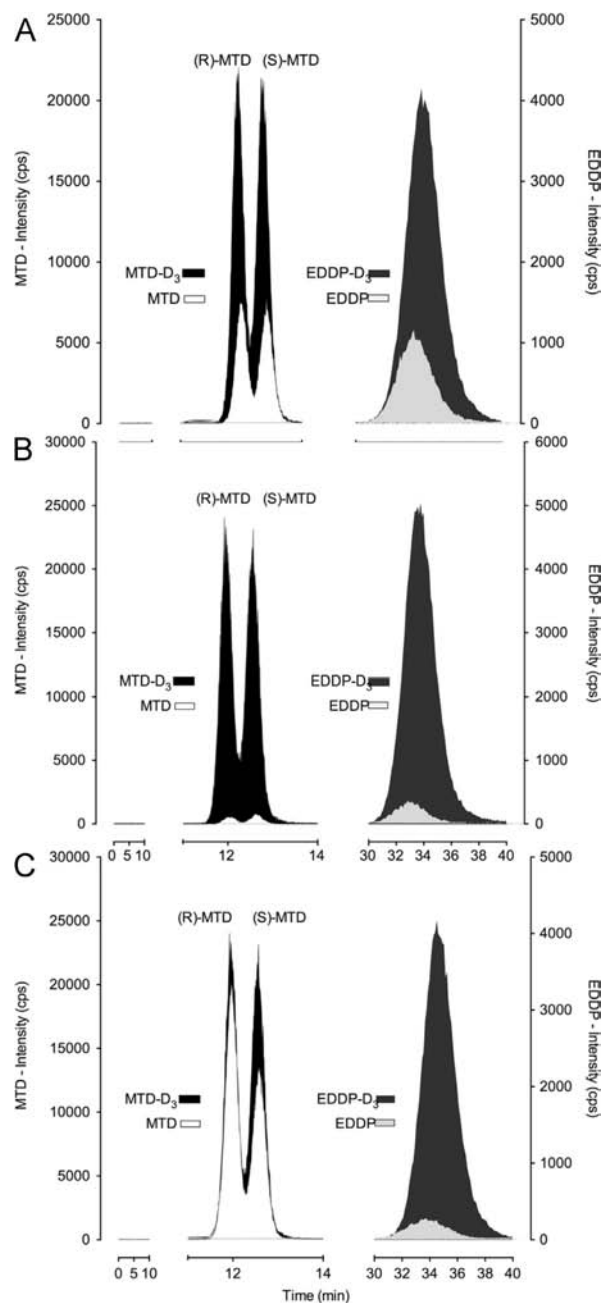 A
25000
20000
15000
10000
5000
0
MTD - Intensity (cps)
(R)-MTD (S)-MTD
MTD-D3
MTD
EDDP-D3
EDDP
5000
4000
3000
2000
1000
0
EDDP - Intensity (cps)
B
30000
25000
20000
15000
10000
5000
0
MTD - Intensity (cps)
(R)-MTD (S)-MTD
MTD-D3
MTD
EDDP-D3
EDDP
6000
5000
4000
3000
2000
1000
0
EDDP - Intensity (cps)
0 5 10 12 14 30 32 34 36 38 40
C
30000
25000
20000
15000
10000
5000
0
MTD - Intensity (cps)
(R)-MTD (S)-MTD
MTD-D3
MTD
EDDP-D3
EDDP
5000
4000
3000
2000
1000
0
EDDP - Intensity (cps)
0 5 10 12 14 30 32 34 36 38 40
Time (min)